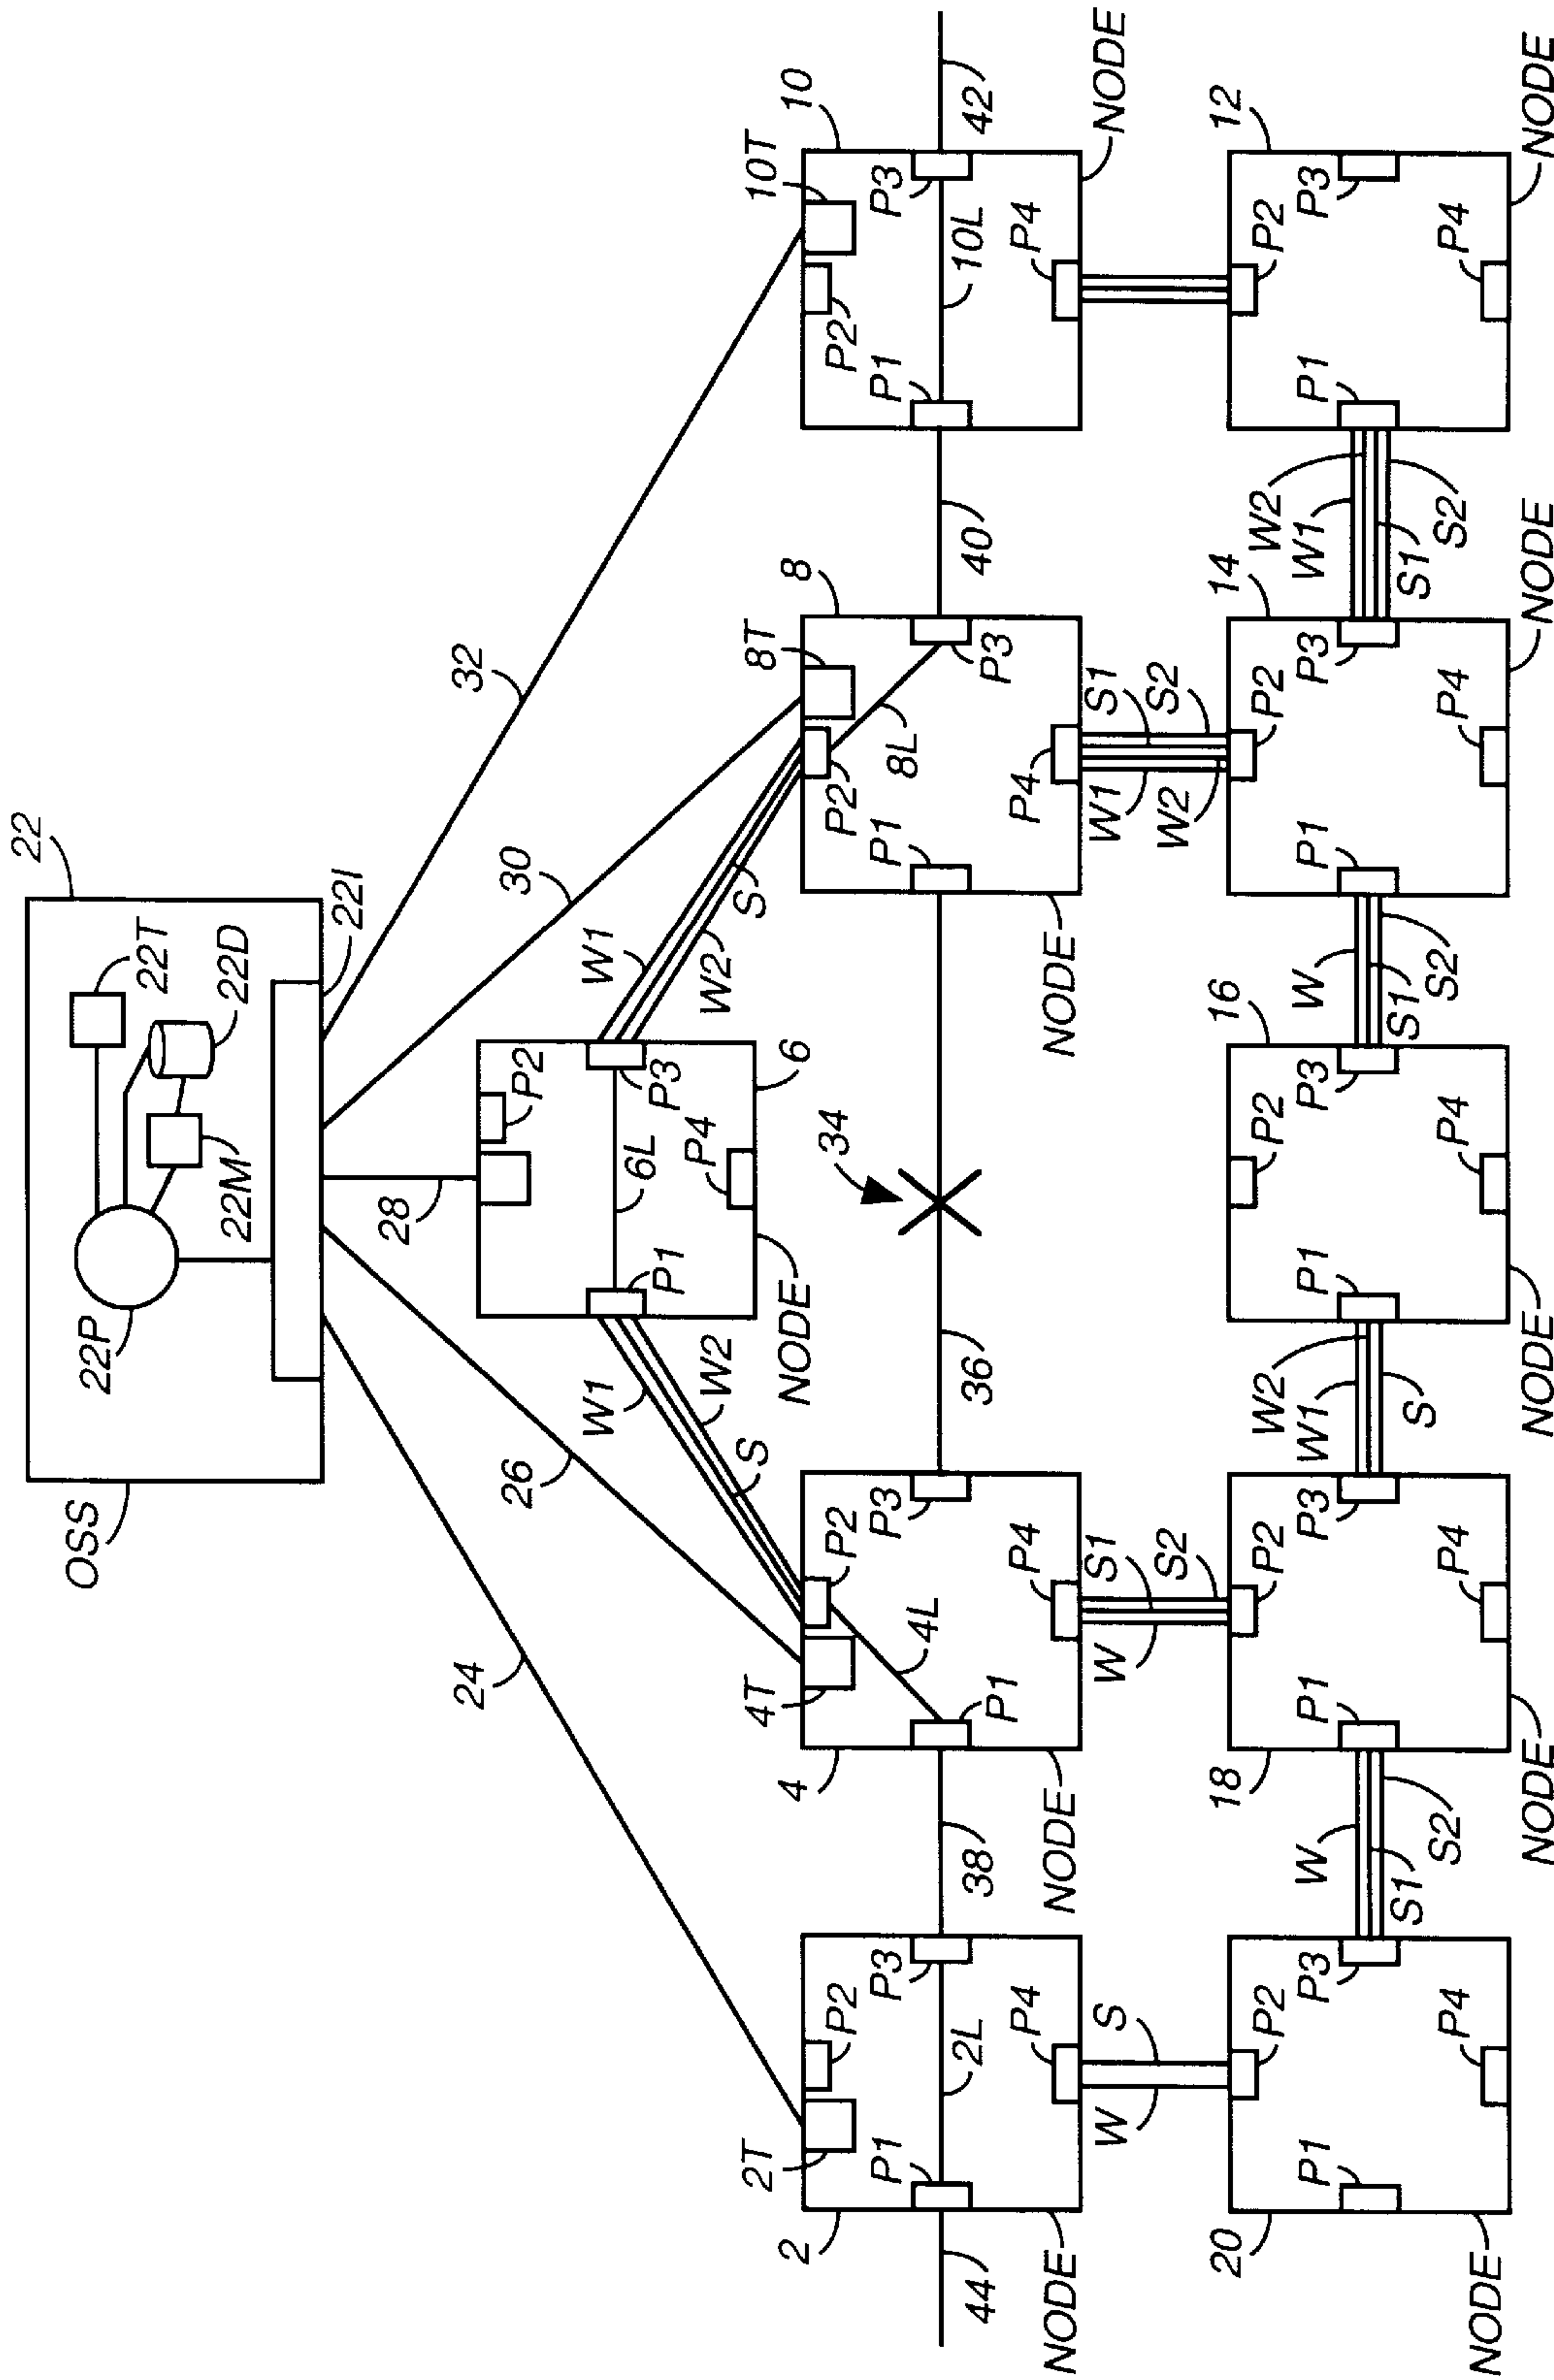 22
OSS
22T
22D
22M
22P
22I
24
26
28
30
32
P2
6
P3
6L
P4
P1
NODE
W1
W2
S
W1
W2
S
34
2T
P2
2
P1
P3
2L
P4
NODE
44
38
4T
P2
4
P1
P3
4L
P4
NODE
36
8T
8
P2
P1
P3
8L
P4
NODE
40
10T
10
P2
P1
P3
10L
P4
NODE
42
W
S
W
S1
S2
W1
W2
S1
S2
20
P2
P1
P3
P4
NODE
W
S1
S2
18
P2
P1
P3
P4
NODE
W2
W1
S
16
P2
P1
P3
P4
NODE
W
S1
S2
14
P2
P1
P3
P4
NODE
W2
W1
S1
S2
12
P2
P1
P3
P4
NODE